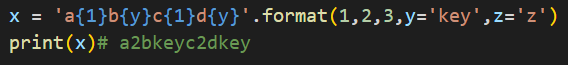 x = 'a{1}b{y}c{1}d{y}'.format(1,2,3,y='key',z='z')
print(x)# a2bkeyc2dkey